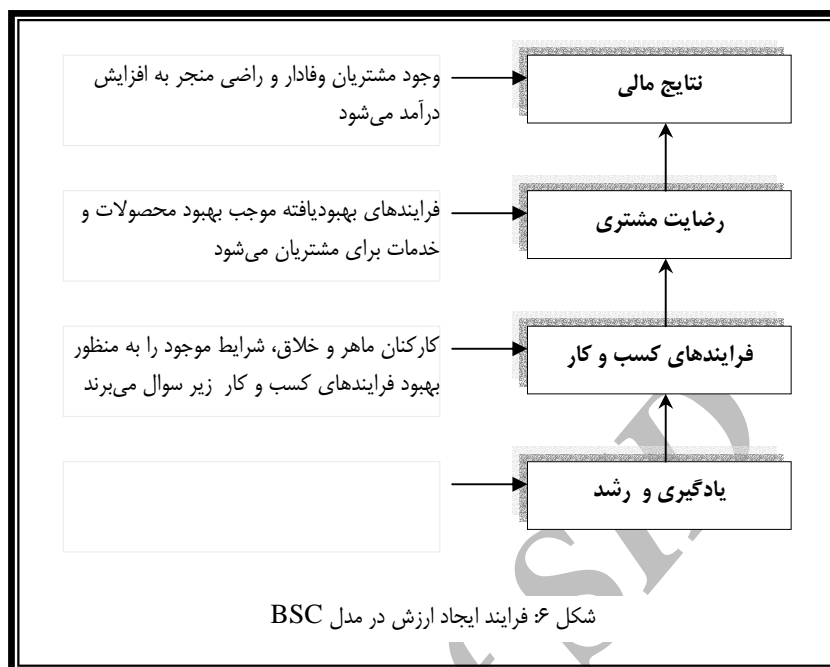 نتایج مالی
وجود مشتریان وفادار و راضی منجر به افزایش
درآمد می‌شود
رضایت مشتری
فرایندهای بهبودیافته موجب بهبود محصولات و
خدمات برای مشتریان می‌شود
فرایندهای کسب و کار
کارکنان ماهر و خلاق، شرایط موجود را به منظور
بهبود فرایندهای کسب و کار زیر سوال می‌برند
یادگیری و رشد
شکل ۶: فرایند ایجاد ارزش در مدل BSC